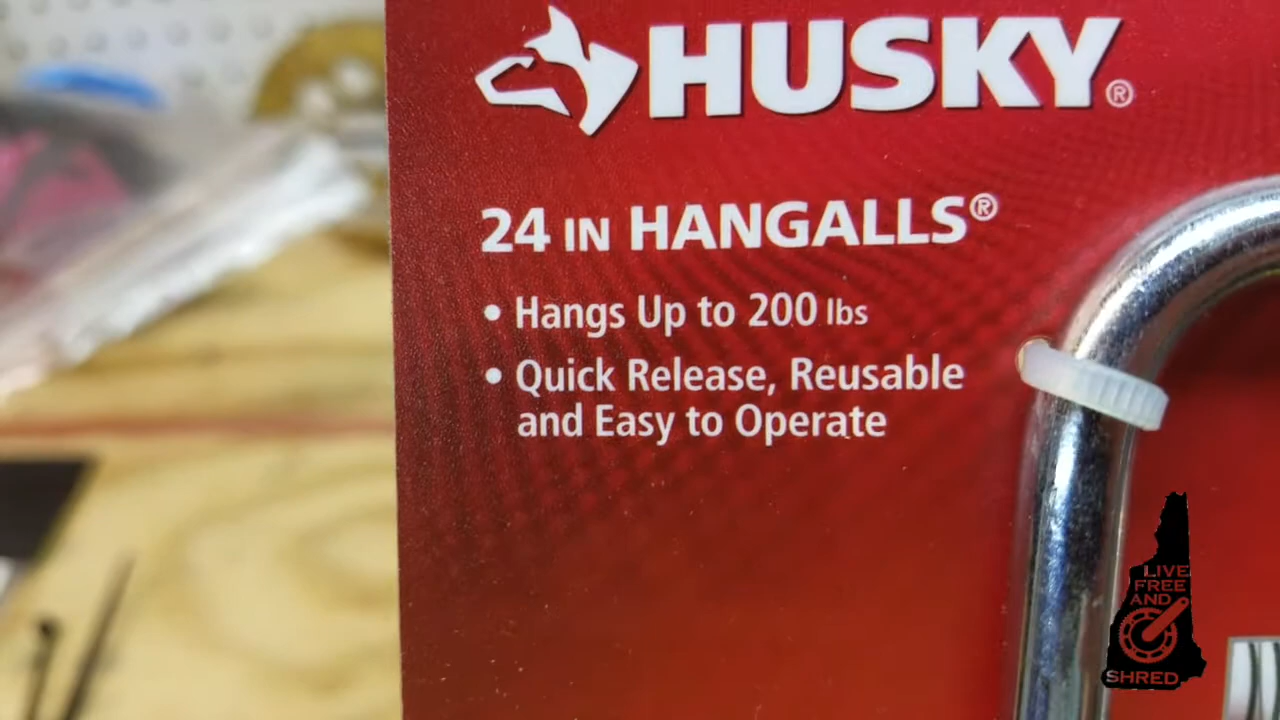 HUSKY®
24 IN HANGALLS®
• Hangs Up to 200 lbs
• Quick Release, Reusable
and Easy to Operate
LIVE
FREE
AND
SHRED